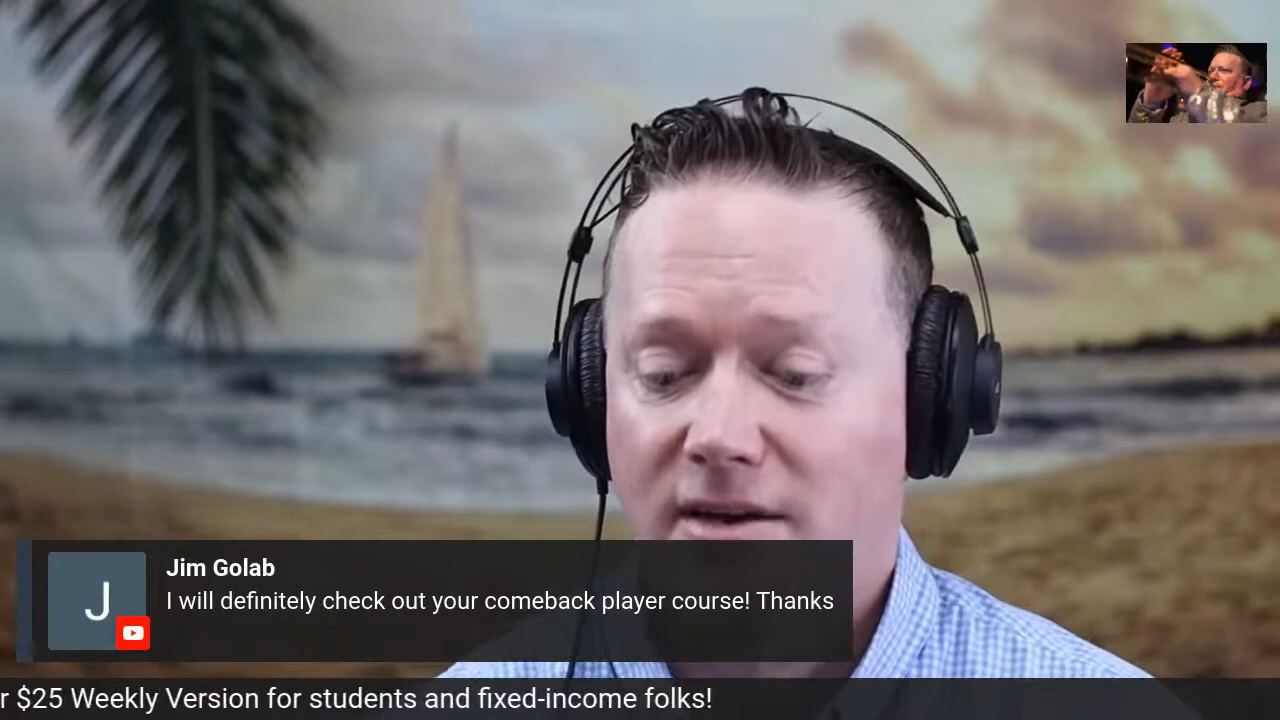 J
Jim Golab
I will definitely check out your comeback player course! Thanks
r $25 Weekly Version for students and fixed-income folks!